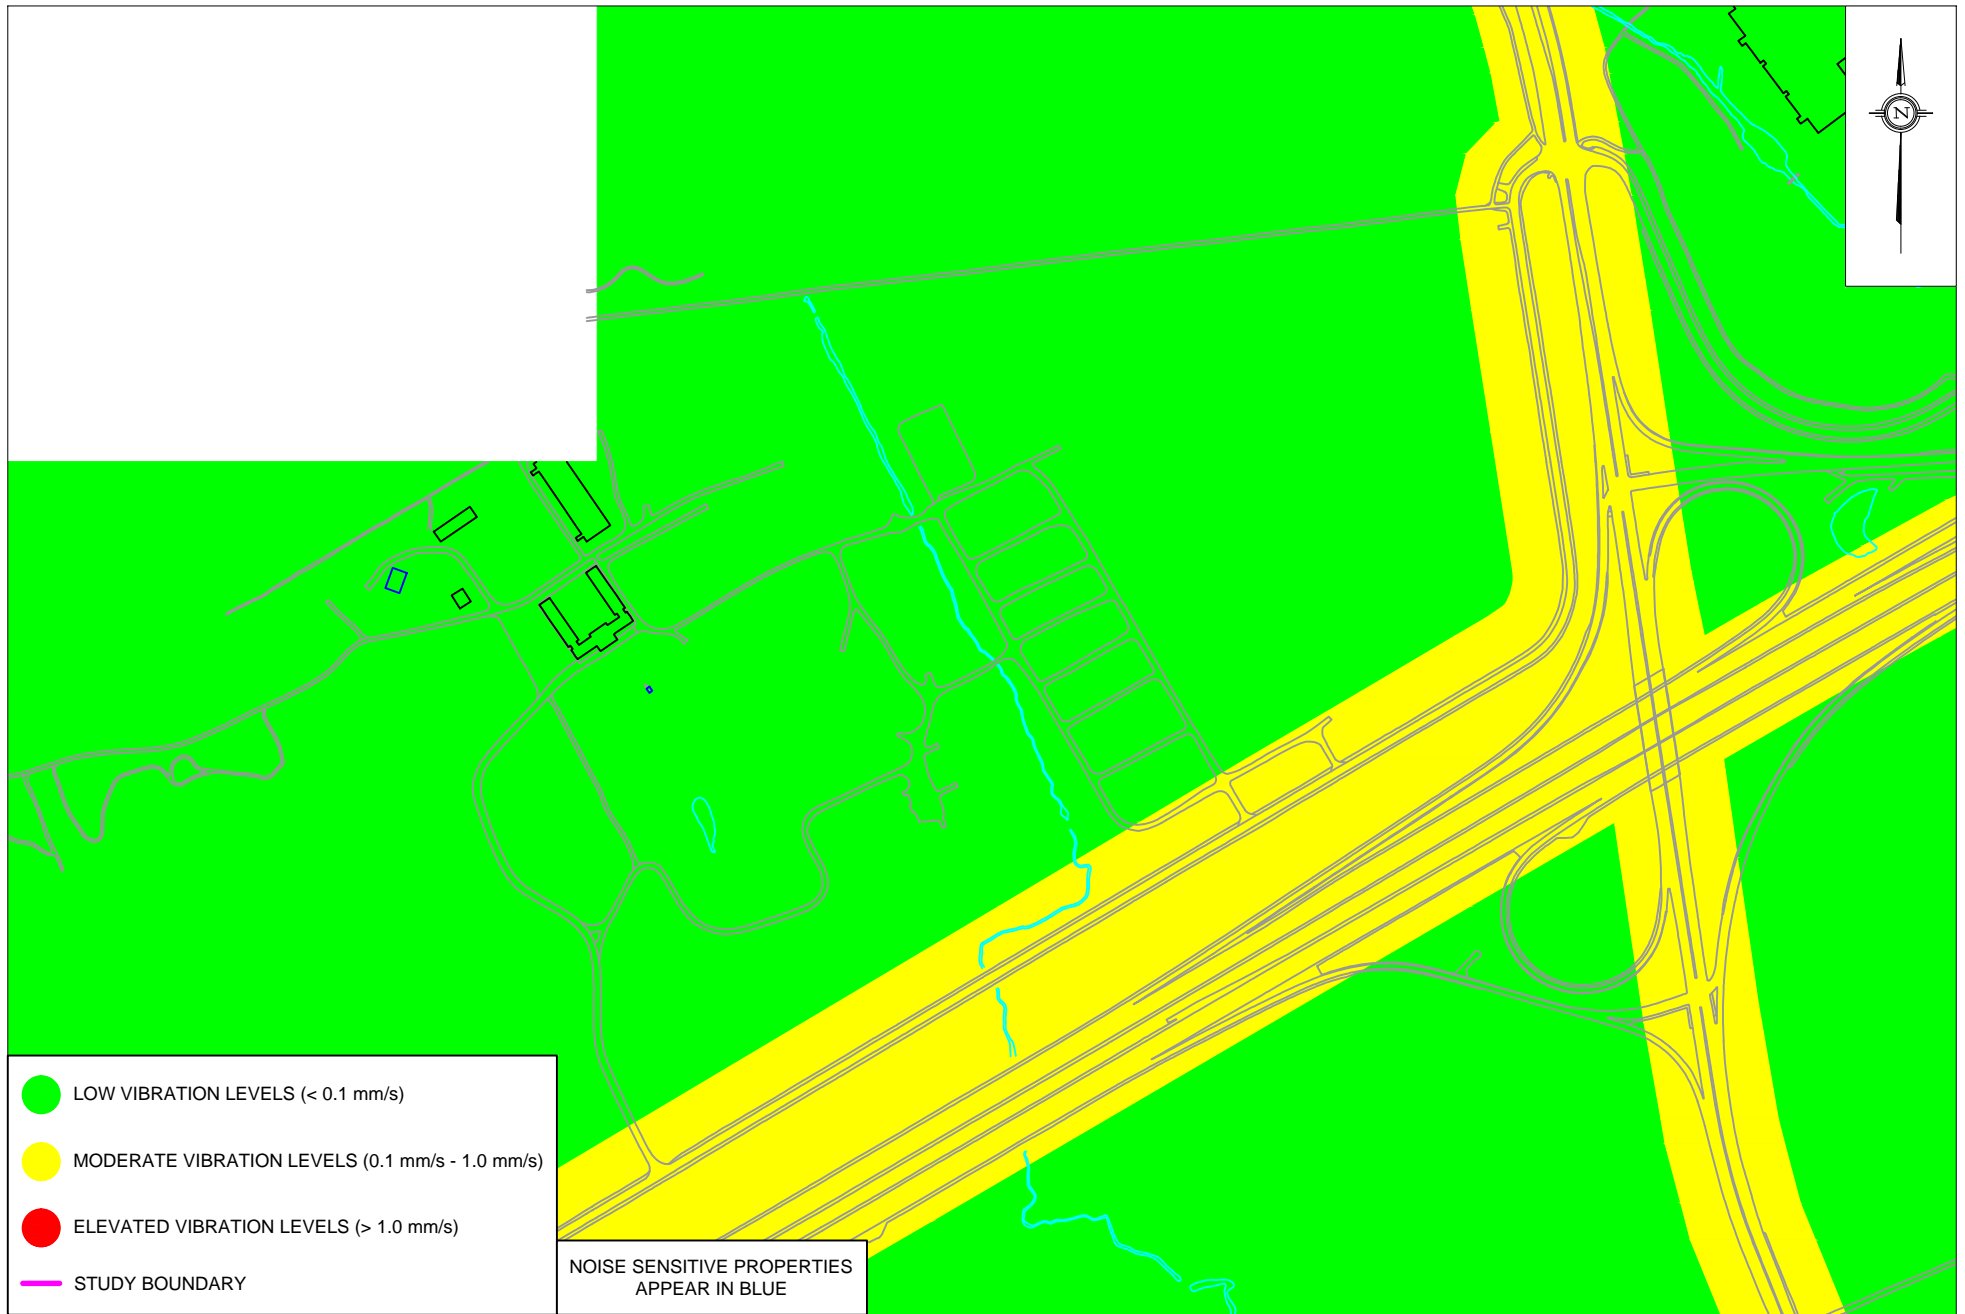 N
LOW VIBRATION LEVELS (< 0.1 mm/s)
MODERATE VIBRATION LEVELS (0.1 mm/s - 1.0 mm/s)
ELEVATED VIBRATION LEVELS (> 1.0 mm/s)
STUDY BOUNDARY
NOISE SENSITIVE PROPERTIES
APPEAR IN BLUE